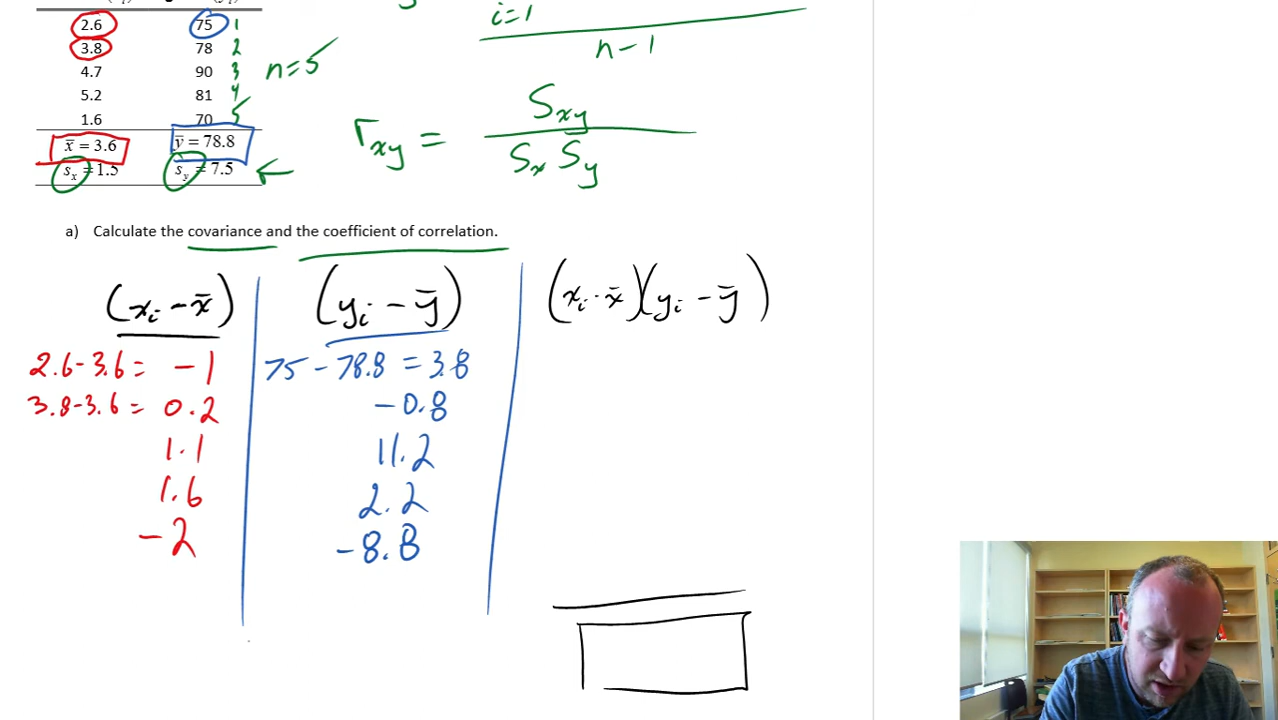 2.6 75 1
3.8 78 2
4.7 90 3
5.2 81 4
1.6 70 5
x̄ = 3.6 ȳ = 78.8
sx = 1.5 sy = 7.5
n=5
i=1
n-1
rxy = Sxy
Sx Sy
a) Calculate the covariance and the coefficient of correlation.
(xi - x̄) (yi - ȳ) (xi - x̄)(yi - ȳ)
2.6-3.6= -1 75 - 78.8 = 3.8
3.8-3.6= 0.2 -0.8
1.1 11.2
1.6 2.2
-2 -8.8